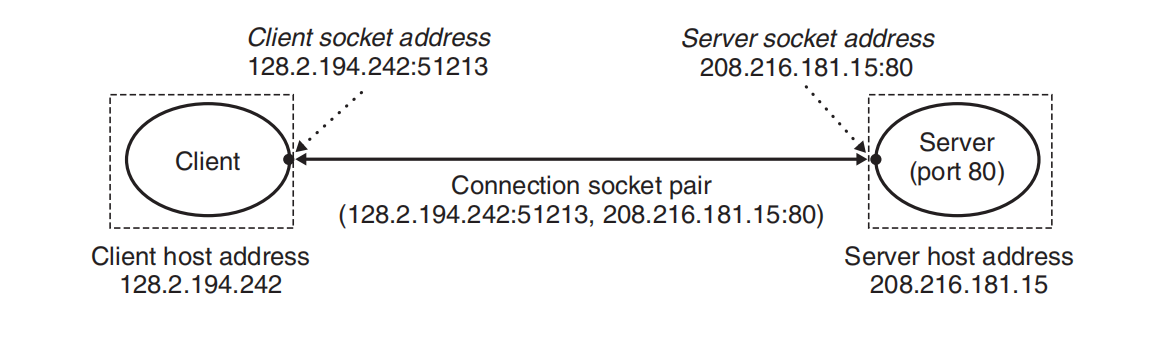 Client socket address
128.2.194.242:51213
Server socket address
208.216.181.15:80
Client
Server
(port 80)
Connection socket pair
(128.2.194.242:51213, 208.216.181.15:80)
Client host address
128.2.194.242
Server host address
208.216.181.15